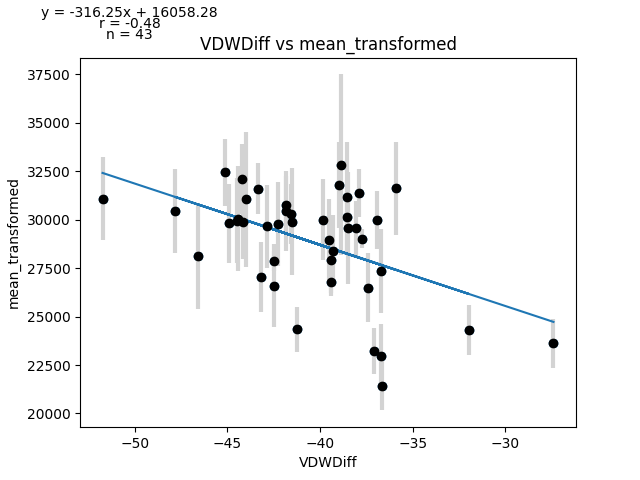 y = -316.25x + 16058.28
r = -0.48
n = 43
VDWDiff vs mean_transformed
37500
35000
32500
30000
27500
25000
22500
20000
mean_transformed
−50
−45
−40
−35
−30
VDWDiff